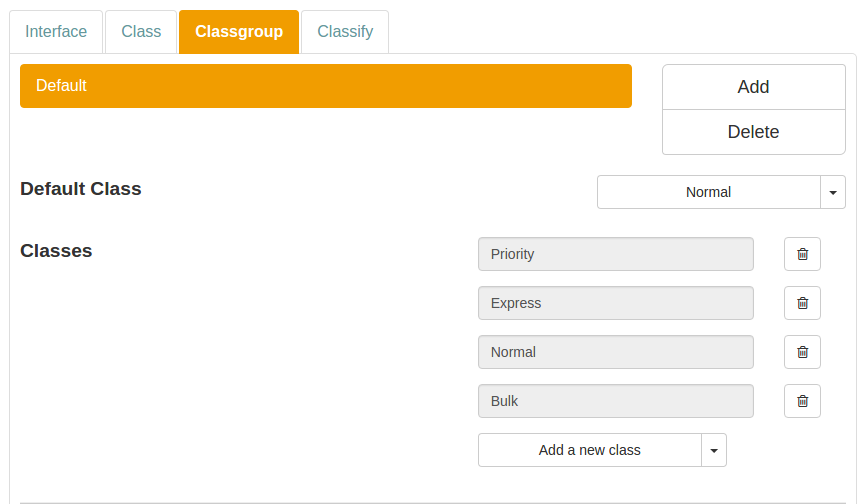 Interface Class Classgroup Classify
Default
Add
Delete
Default Class Normal
Classes Priority
Express
Normal
Bulk
Add a new class